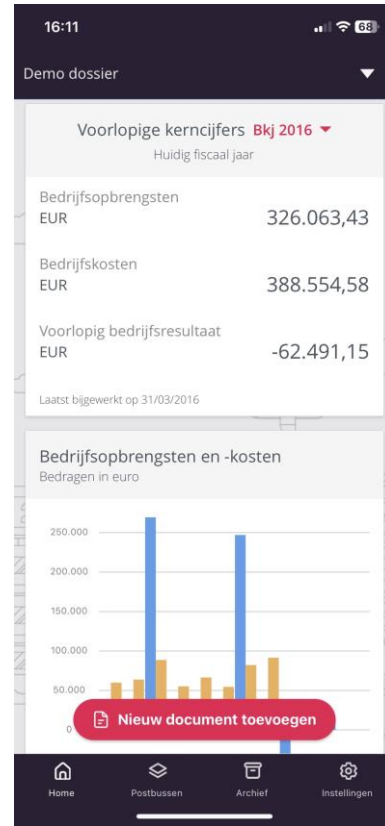 16:11
68
Demo dossier
Voorlopige kerncijfers Bkj 2016
Huidig fiscaal jaar
Bedrijfsopbrengsten
EUR 326.063,43
Bedrijfskosten
EUR 388.554,58
Voorlopig bedrijfsresultaat
EUR -62.491,15
Laatst bijgewerkt op 31/03/2016
Bedrijfsopbrengsten en -kosten
Bedragen in euro
250.000
200.000
150.000
100.000
50.000
0
Nieuw document toevoegen
Home Postbussen Archief Instellingen